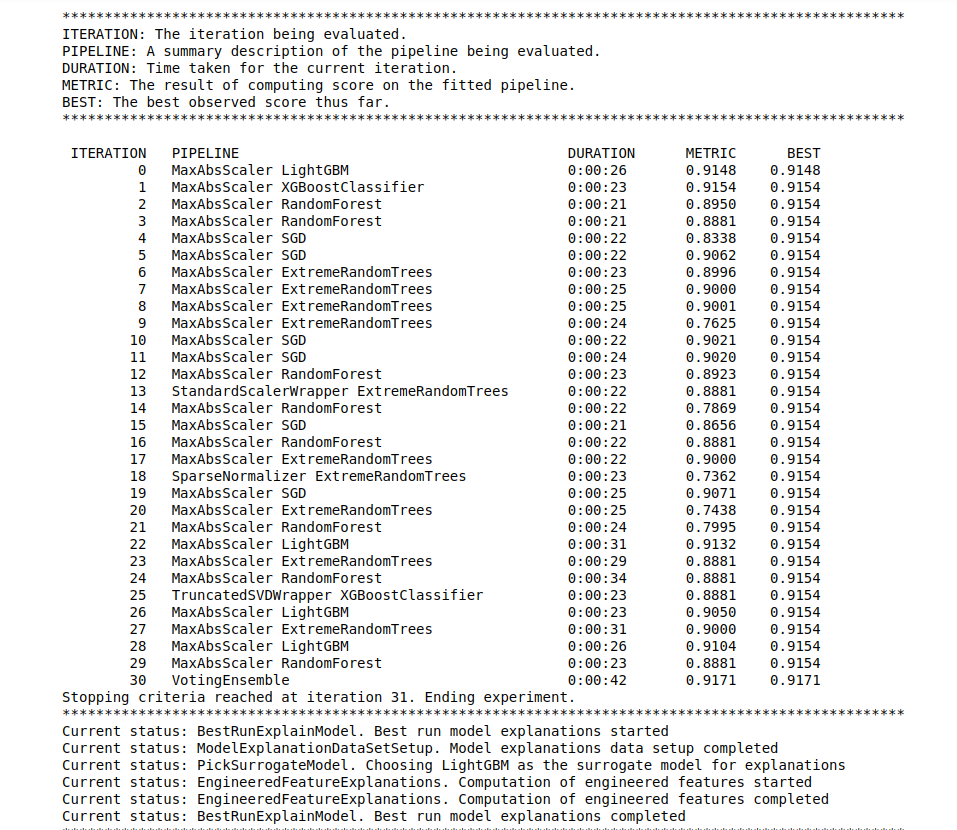 ****************************************************************************************************
ITERATION: The iteration being evaluated.
PIPELINE: A summary description of the pipeline being evaluated.
DURATION: Time taken for the current iteration.
METRIC: The result of computing score on the fitted pipeline.
BEST: The best observed score thus far.
****************************************************************************************************
 ITERATION   PIPELINE                                       DURATION      METRIC      BEST
         0   MaxAbsScaler LightGBM                          0:00:26       0.9148    0.9148
         1   MaxAbsScaler XGBoostClassifier                 0:00:23       0.9154    0.9154
         2   MaxAbsScaler RandomForest                      0:00:21       0.8950    0.9154
         3   MaxAbsScaler RandomForest                      0:00:21       0.8881    0.9154
         4   MaxAbsScaler SGD                               0:00:22       0.8338    0.9154
         5   MaxAbsScaler SGD                               0:00:22       0.9062    0.9154
         6   MaxAbsScaler ExtremeRandomTrees                0:00:23       0.8996    0.9154
         7   MaxAbsScaler ExtremeRandomTrees                0:00:25       0.9000    0.9154
         8   MaxAbsScaler ExtremeRandomTrees                0:00:25       0.9001    0.9154
         9   MaxAbsScaler ExtremeRandomTrees                0:00:24       0.7625    0.9154
        10   MaxAbsScaler SGD                               0:00:22       0.9021    0.9154
        11   MaxAbsScaler SGD                               0:00:24       0.9020    0.9154
        12   MaxAbsScaler RandomForest                      0:00:23       0.8923    0.9154
        13   StandardScalerWrapper ExtremeRandomTrees       0:00:22       0.8881    0.9154
        14   MaxAbsScaler RandomForest                      0:00:22       0.7869    0.9154
        15   MaxAbsScaler SGD                               0:00:21       0.8656    0.9154
        16   MaxAbsScaler RandomForest                      0:00:22       0.8881    0.9154
        17   MaxAbsScaler ExtremeRandomTrees                0:00:22       0.9000    0.9154
        18   SparseNormalizer ExtremeRandomTrees            0:00:23       0.7362    0.9154
        19   MaxAbsScaler SGD                               0:00:25       0.9071    0.9154
        20   MaxAbsScaler ExtremeRandomTrees                0:00:25       0.7438    0.9154
        21   MaxAbsScaler RandomForest                      0:00:24       0.7995    0.9154
        22   MaxAbsScaler LightGBM                          0:00:31       0.9132    0.9154
        23   MaxAbsScaler ExtremeRandomTrees                0:00:29       0.8881    0.9154
        24   MaxAbsScaler RandomForest                      0:00:34       0.8881    0.9154
        25   TruncatedSVDWrapper XGBoostClassifier          0:00:23       0.8881    0.9154
        26   MaxAbsScaler LightGBM                          0:00:23       0.9050    0.9154
        27   MaxAbsScaler ExtremeRandomTrees                0:00:31       0.9000    0.9154
        28   MaxAbsScaler LightGBM                          0:00:26       0.9104    0.9154
        29   MaxAbsScaler RandomForest                      0:00:23       0.8881    0.9154
        30   VotingEnsemble                                 0:00:42       0.9171    0.9171
Stopping criteria reached at iteration 31. Ending experiment.
****************************************************************************************************
Current status: BestRunExplainModel. Best run model explanations started
Current status: ModelExplanationDataSetSetup. Model explanations data setup completed
Current status: PickSurrogateModel. Choosing LightGBM as the surrogate model for explanations
Current status: EngineeredFeatureExplanations. Computation of engineered features started
Current status: EngineeredFeatureExplanations. Computation of engineered features completed
Current status: BestRunExplainModel. Best run model explanations completed
****************************************************************************************************